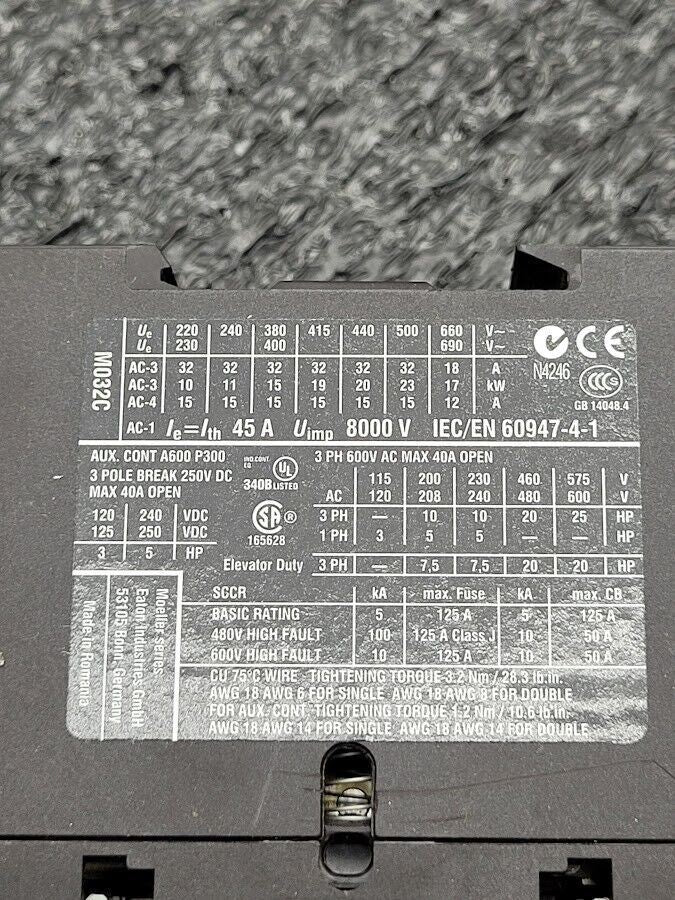 M032C
Ue 220 240 380 415 440 500 660 V~
Ue 230 400 690 V~
AC-3 32 32 32 32 32 32 18 A
AC-3 10 11 15 19 20 23 17 kW
AC-4 15 15 15 15 15 15 12 A
AC-1 Ie=Ith 45 A Uimp 8000 V IEC/EN 60947-4-1
CE
N4246
CCC
GB 14048.4
AUX. CONT A600 P300
3 POLE BREAK 250V DC
MAX 40A OPEN
IND.CONT. EQ.
340B
UL
LISTED
SA ®
165628
120 240 VDC
125 250 VDC
3 5 HP
3 PH 600V AC MAX 40A OPEN
115 200 230 460 575 V
AC 120 208 240 480 600 V
3 PH — 10 10 20 25 HP
1 PH 3 5 5 — — HP
Elevator Duty 3 PH — 7,5 7,5 20 20 HP
SCCR kA max. Fuse kA max. CB
BASIC RATING 5 125 A 5 125 A
480V HIGH FAULT 100 125 A Class J 10 50 A
600V HIGH FAULT 10 125 A 10 50 A
CU 75°C WIRE - TIGHTENING TORQUE 3.2 Nm / 28.3 lb.in.
AWG 18 AWG 6 FOR SINGLE AWG 18 AWG 8 FOR DOUBLE
FOR AUX. CONT - TIGHTENING TORQUE 1.2 Nm / 10.6 lb.in.
AWG 18 AWG 14 FOR SINGLE AWG 18 AWG 14 FOR DOUBLE
Moeller series
Eaton Industries GmbH
53105 Bonn, Germany
Made in Romania